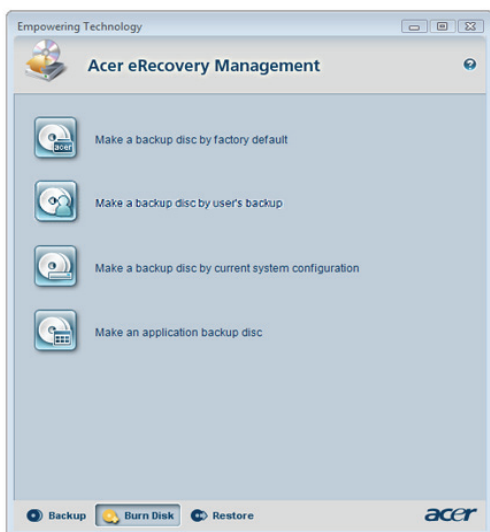 Empowering Technology
Acer eRecovery Management
acer
Make a backup disc by factory default
Make a backup disc by user's backup
Make a backup disc by current system configuration
Make an application backup disc
Backup Burn Disk Restore acer